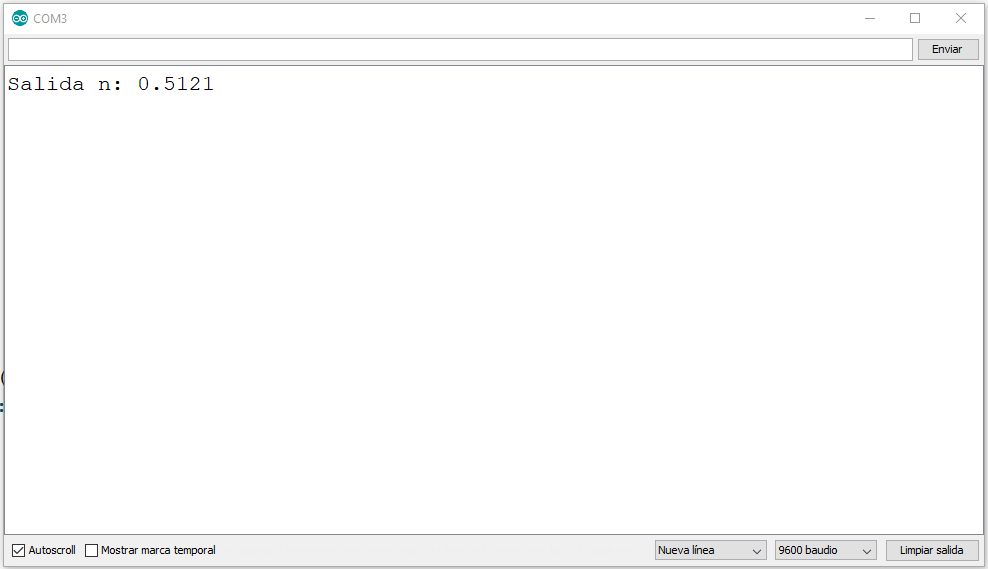 COM3
Enviar
Salida n: 0.5121
Autoscroll Mostrar marca temporal Nueva línea 9600 baudio Limpiar salida